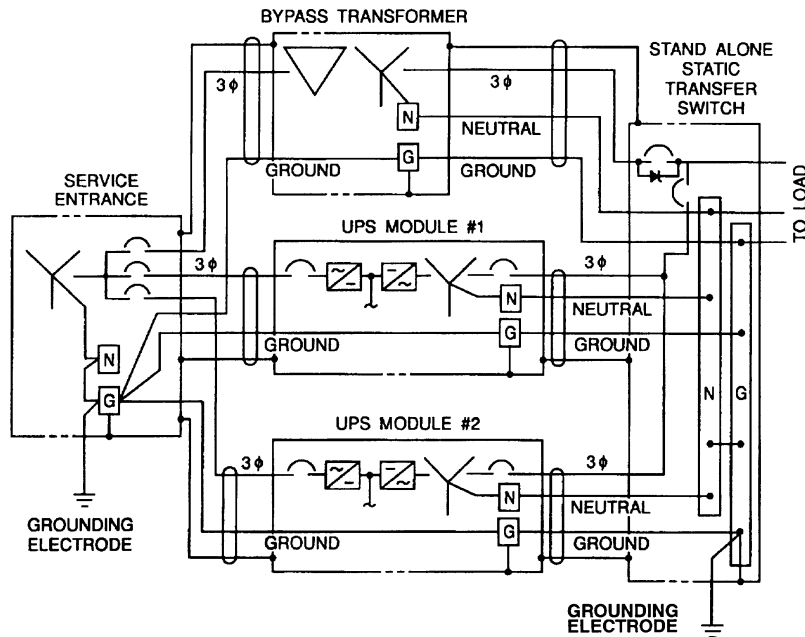 BYPASS TRANSFORMER
STAND ALONE
STATIC
TRANSFER
SWITCH
3ϕ
3ϕ
N
NEUTRAL
G
GROUND
GROUND
TO LOAD
SERVICE
ENTRANCE
UPS MODULE #1
3ϕ
3ϕ
N
NEUTRAL
G
GROUND
GROUND
N
G
N
G
UPS MODULE #2
3ϕ
3ϕ
N
NEUTRAL
G
GROUND
GROUND
GROUNDING
ELECTRODE
GROUNDING
ELECTRODE